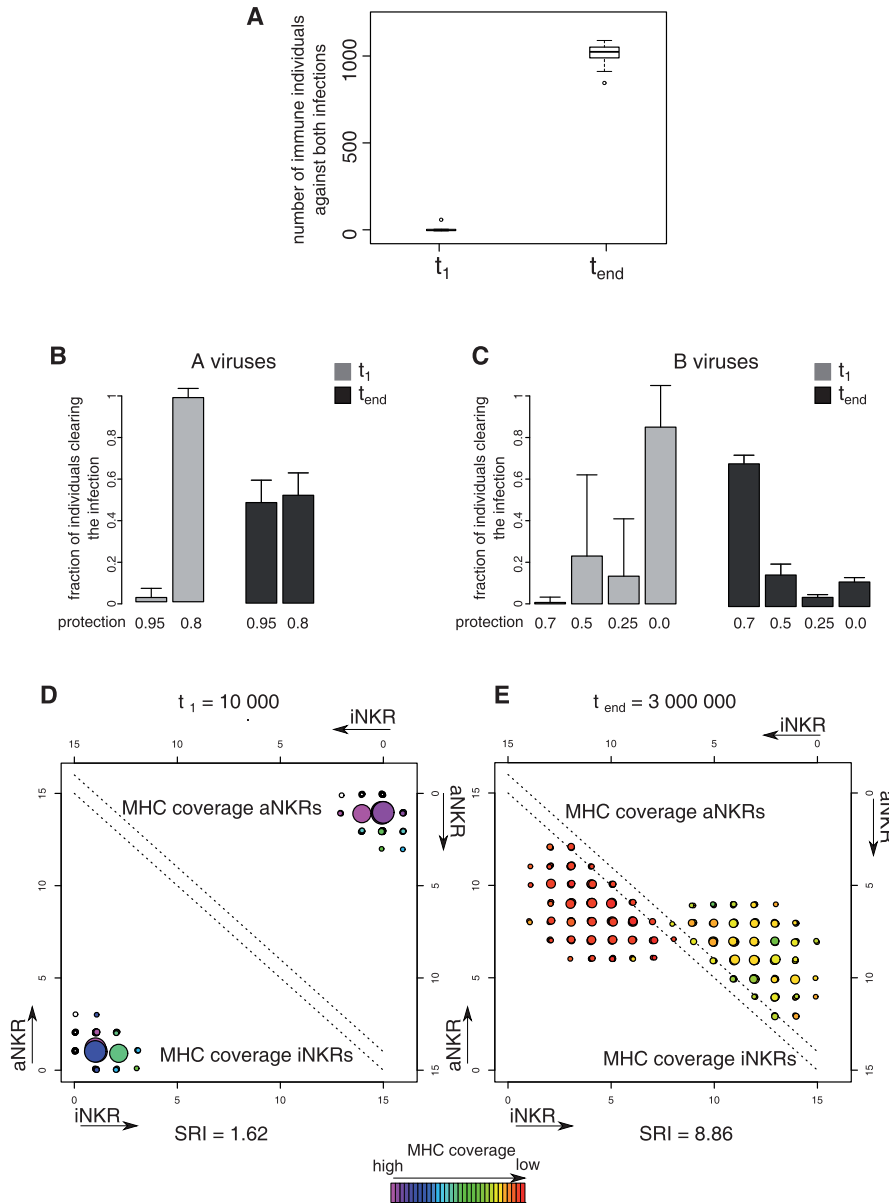 A
number of immune individuals
against both infections
0
500
1000
t1
tend
B
A viruses
t1
tend
fraction of individuals clearing
the infection
0
0.2
0.4
0.6
0.8
1
protection
0.95
0.8
0.95
0.8
C
B viruses
t1
tend
fraction of individuals clearing
the infection
0
0.2
0.4
0.6
0.8
1
protection
0.7
0.5
0.25
0.0
0.7
0.5
0.25
0.0
D
t 1 = 10 000
iNKR
15
10
5
0
MHC coverage aNKRs
MHC coverage iNKRs
15
10
5
0
aNKR
0
5
10
15
aNKR
0
5
10
15
iNKR
SRI = 1.62
E
t end = 3 000 000
iNKR
15
10
5
0
MHC coverage aNKRs
MHC coverage iNKRs
15
10
5
0
aNKR
0
5
10
15
aNKR
0
5
10
15
iNKR
SRI = 8.86
MHC coverage
high
low